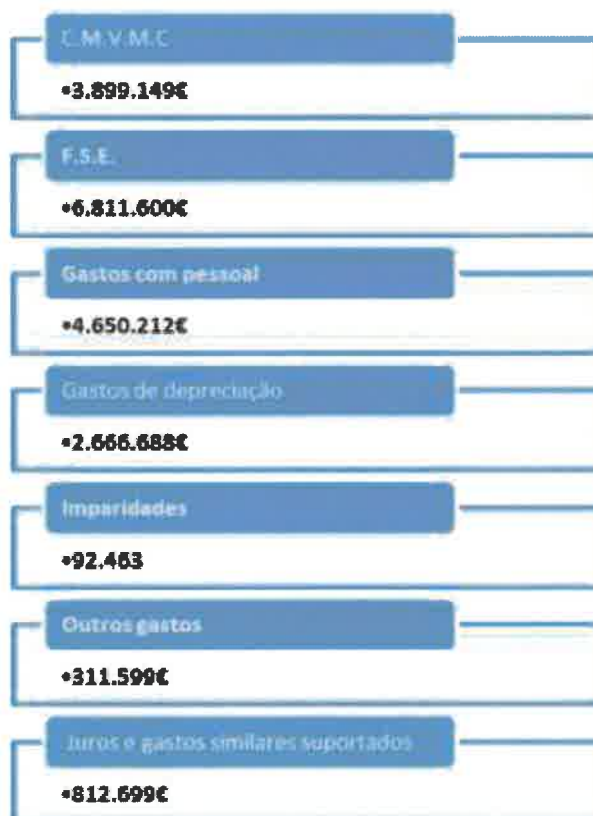 C.M.V.M.C
•3.899.149€
F.S.E.
•6.811.600€
Gastos com pessoal
•4.650.212€
Gastos de depreciação
•2.666.688€
Imparidades
•92.463
Outros gastos
•311.599€
Juros e gastos similares suportados
•812.699€